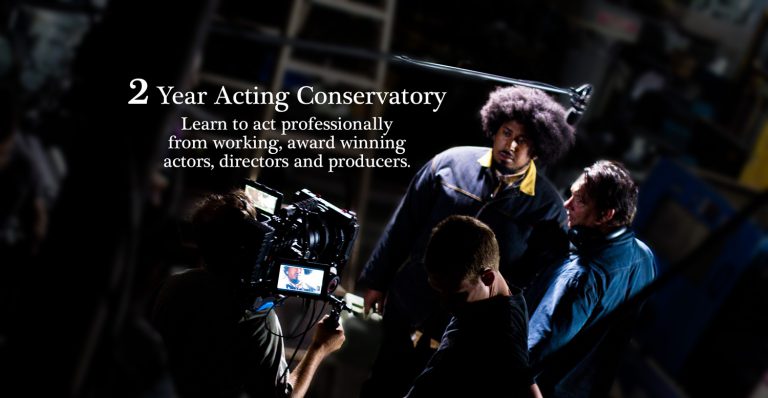 2 Year Acting Conservatory
Learn to act professionally
from working, award winning
actors, directors and producers.